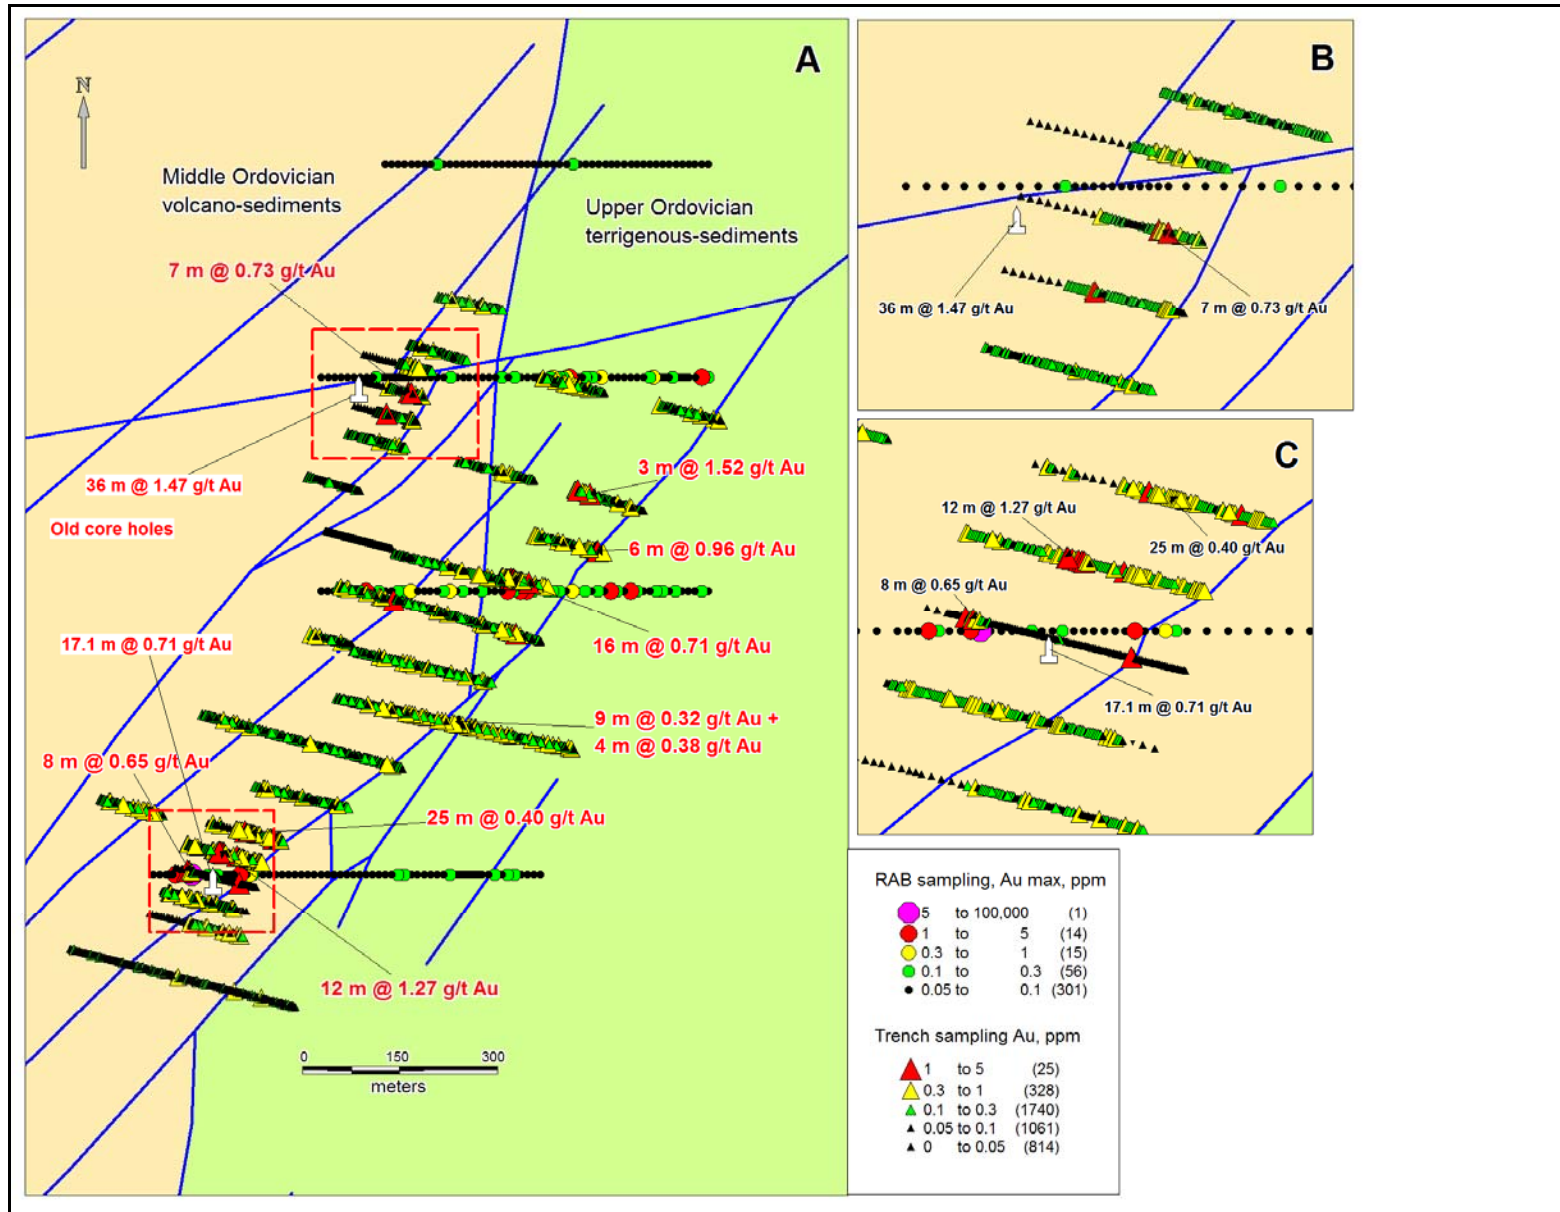 A
N
Middle Ordovician
volcano-sediments
Upper Ordovician
terrigenous-sediments
7 m @ 0.73 g/t Au
36 m @ 1.47 g/t Au
Old core holes
3 m @ 1.52 g/t Au
6 m @ 0.96 g/t Au
17.1 m @ 0.71 g/t Au
16 m @ 0.71 g/t Au
9 m @ 0.32 g/t Au +
4 m @ 0.38 g/t Au
8 m @ 0.65 g/t Au
25 m @ 0.40 g/t Au
12 m @ 1.27 g/t Au
0 150 300
meters
B
36 m @ 1.47 g/t Au
7 m @ 0.73 g/t Au
C
12 m @ 1.27 g/t Au
25 m @ 0.40 g/t Au
8 m @ 0.65 g/t Au
17.1 m @ 0.71 g/t Au
RAB sampling, Au max, ppm
5 to 100,000 (1)
1 to 5 (14)
0.3 to 1 (15)
0.1 to 0.3 (56)
0.05 to 0.1 (301)
Trench sampling Au, ppm
1 to 5 (25)
0.3 to 1 (328)
0.1 to 0.3 (1740)
0.05 to 0.1 (1061)
0 to 0.05 (814)